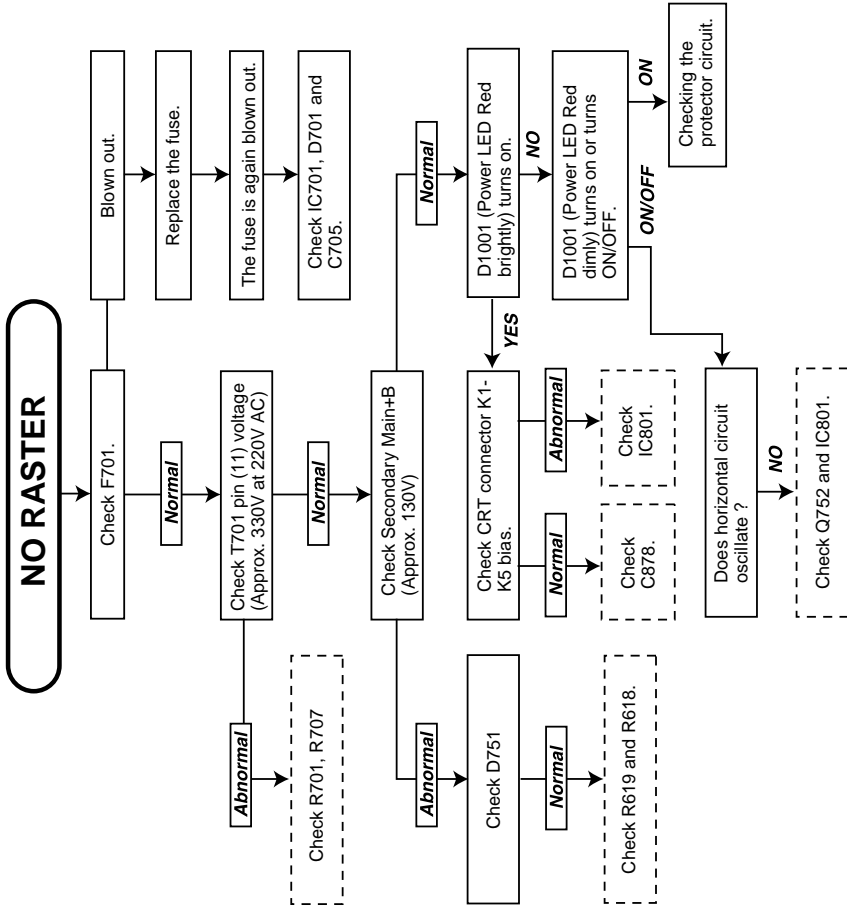 NO RASTER
Check F701.
Blown out.
Replace the fuse.
The fuse is again blown out.
Check IC701, D701 and
C705.
Normal
Check T701 pin (11) voltage
(Approx. 330V at 220V AC)
Abnormal
Check R701, R707
Normal
Check Secondary Main+B
(Approx. 130V)
Abnormal
Check D751
Normal
Check R619 and R618.
Normal
D1001 (Power LED Red
brightly) turns on.
YES
Check CRT connector K1-
K5 bias.
Normal
Check
C878.
Abnormal
Check
IC801.
NO
D1001 (Power LED Red
dimly) turns on or turns
ON/OFF.
ON/OFF
Does horizontal circuit
oscillate ?
NO
Check Q752 and IC801.
ON
Checking the
protector circuit.